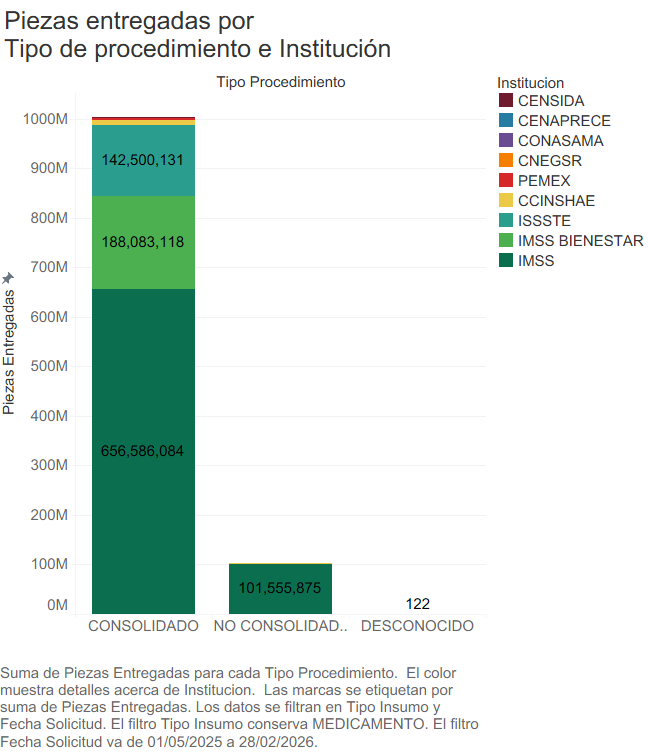 Piezas entregadas por
Tipo de procedimiento e Institución
Tipo Procedimiento
Institucion
CENSIDA
CENAPRECE
CONASAMA
CNEGSR
PEMEX
CCINSHAE
ISSSTE
IMSS BIENESTAR
IMSS
Piezas Entregadas
1000M
900M
800M
700M
600M
500M
400M
300M
200M
100M
0M
142,500,131
188,083,118
656,586,084
101,555,875
122
CONSOLIDADO
NO CONSOLIDAD..
DESCONOCIDO
Suma de Piezas Entregadas para cada Tipo Procedimiento.  El color
muestra detalles acerca de Institucion.  Las marcas se etiquetan por
suma de Piezas Entregadas. Los datos se filtran en Tipo Insumo y
Fecha Solicitud. El filtro Tipo Insumo conserva MEDICAMENTO. El filtro
Fecha Solicitud va de 01/05/2025 a 28/02/2026.